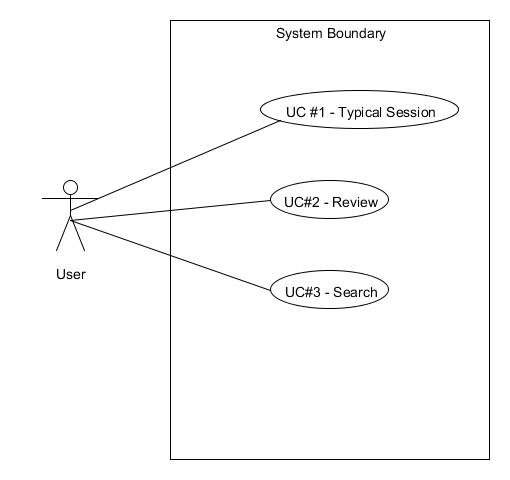 System Boundary
UC #1 - Typical Session
UC#2 - Review
UC#3 - Search
User